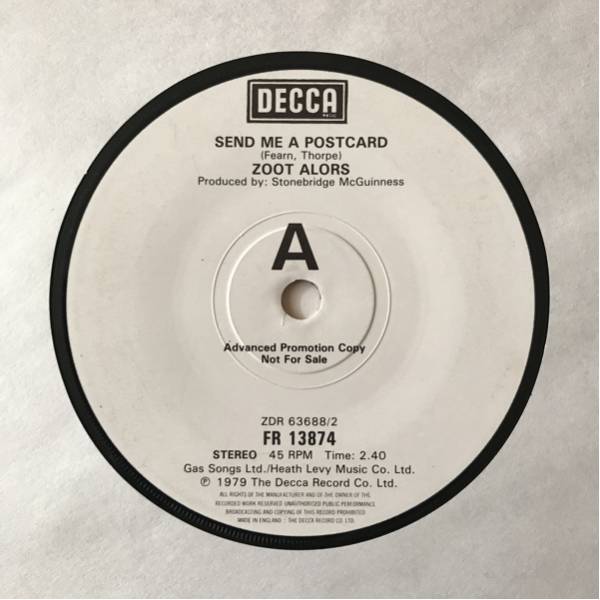 DECCA
SEND ME A POSTCARD
(Fearn, Thorpe)
ZOOT ALORS
Produced by: Stonebridge McGuinness
A
Advanced Promotion Copy
Not For Sale
ZDR 63688/2
FR 13874
STEREO 45 RPM Time: 2.40
Gas Songs Ltd./Heath Levy Music Co. Ltd.
℗ 1979 The Decca Record Co. Ltd.
ALL RIGHTS OF THE MANUFACTURER AND OF THE OWNER OF THE
RECORDED WORK RESERVED UNAUTHORISED PUBLIC PERFORMANCE,
BROADCASTING AND COPYING OF THIS RECORD PROHIBITED
MADE IN ENGLAND : THE DECCA RECORD CO. LTD.